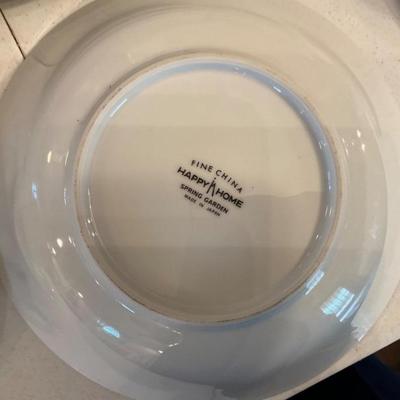 FINE CHINA
HAPPY HOME
SPRING GARDEN
MADE IN JAPAN